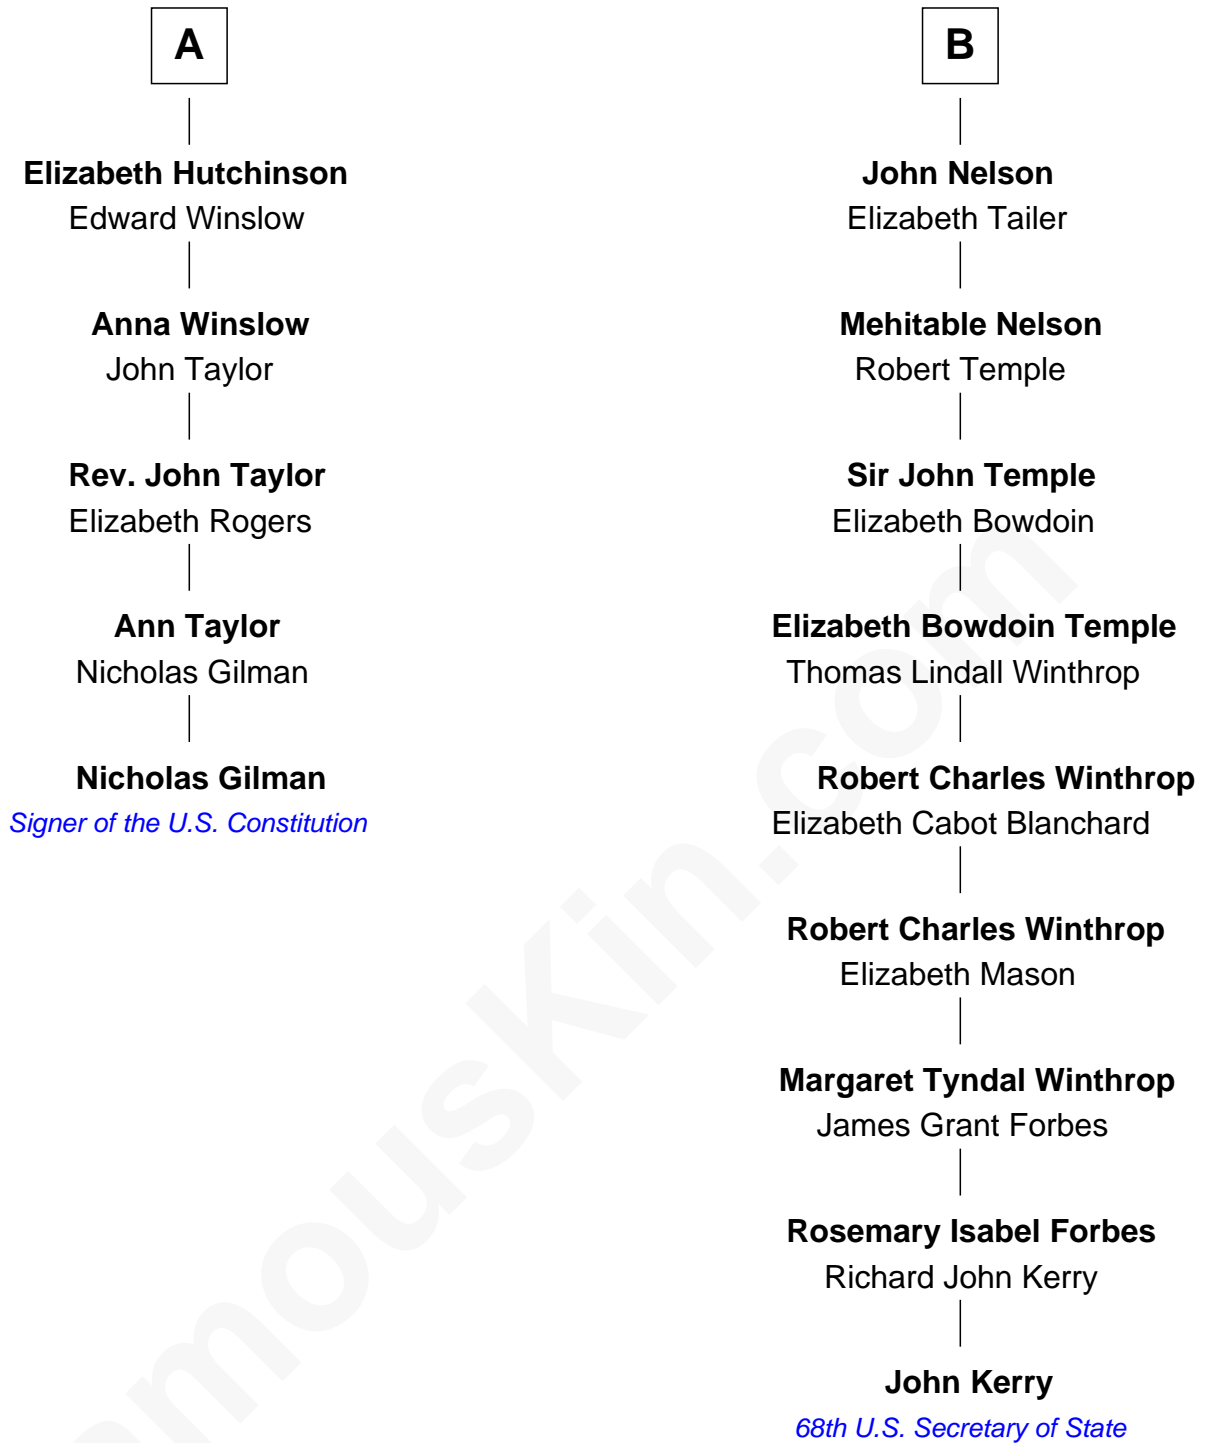 A
Elizabeth Hutchinson
Edward Winslow
Anna Winslow
John Taylor
Rev. John Taylor
Elizabeth Rogers
Ann Taylor
Nicholas Gilman
Nicholas Gilman
Signer of the U.S. Constitution
B
John Nelson
Elizabeth Tailer
Mehitable Nelson
Robert Temple
Sir John Temple
Elizabeth Bowdoin
Elizabeth Bowdoin Temple
Thomas Lindall Winthrop
Robert Charles Winthrop
Elizabeth Cabot Blanchard
Robert Charles Winthrop
Elizabeth Mason
Margaret Tyndal Winthrop
James Grant Forbes
Rosemary Isabel Forbes
Richard John Kerry
John Kerry
68th U.S. Secretary of State
mouskin.com